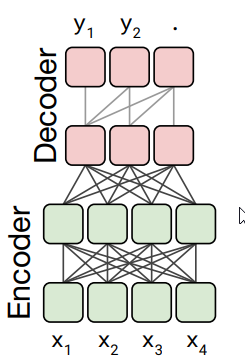 y1 y2 .
Decoder
Encoder
x1 x2 x3 x4